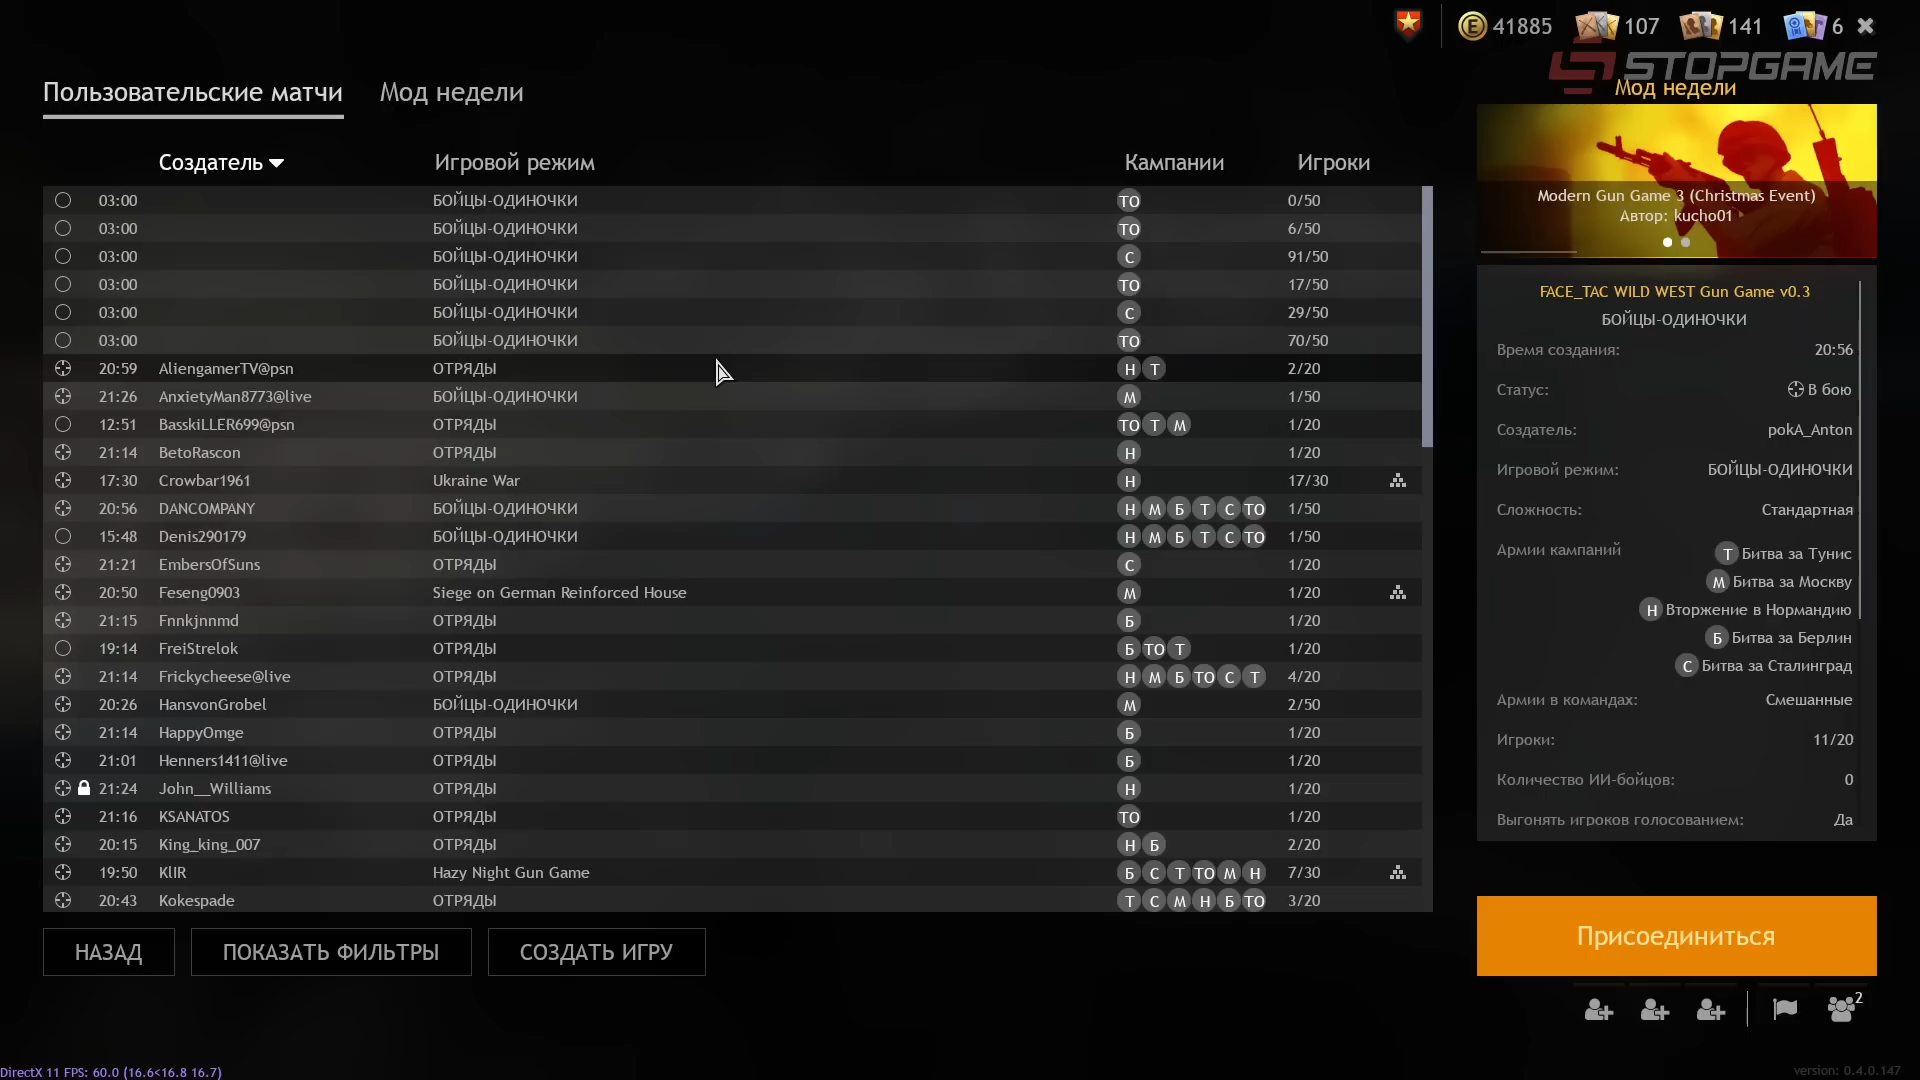 41885 107 141 6
STOPGAME
Пользовательские матчи Мод недели
Мод недели
Создатель Игровой режим Кампании Игроки
03:00 БОЙЦЫ-ОДИНОЧКИ ТО 0/50
03:00 БОЙЦЫ-ОДИНОЧКИ ТО 6/50
03:00 БОЙЦЫ-ОДИНОЧКИ С 91/50
03:00 БОЙЦЫ-ОДИНОЧКИ ТО 17/50
03:00 БОЙЦЫ-ОДИНОЧКИ С 29/50
03:00 БОЙЦЫ-ОДИНОЧКИ ТО 70/50
20:59 AliengamerTV@psn ОТРЯДЫ Н Т 2/20
21:26 AnxietyMan8773@live БОЙЦЫ-ОДИНОЧКИ М 1/50
12:51 BasskiLLER699@psn ОТРЯДЫ ТО Т М 1/20
21:14 BetoRascon ОТРЯДЫ Н 1/20
17:30 Crowbar1961 Ukraine War Н 17/30
20:56 DANCOMPANY БОЙЦЫ-ОДИНОЧКИ Н М Б Т С ТО 1/50
15:48 Denis290179 БОЙЦЫ-ОДИНОЧКИ Н М Б Т С ТО 1/50
21:21 EmbersOfSuns ОТРЯДЫ С 1/20
20:50 Feseng0903 Siege on German Reinforced House М 1/20
21:15 Fnnkjnnmd ОТРЯДЫ Б 1/20
19:14 FreiStrelok ОТРЯДЫ Б ТО Т 1/20
21:14 Frickycheese@live ОТРЯДЫ Н М Б ТО С Т 4/20
20:26 HansvonGrobel БОЙЦЫ-ОДИНОЧКИ М 2/50
21:14 HappyOmge ОТРЯДЫ Б 1/20
21:01 Henners1411@live ОТРЯДЫ Б 1/20
21:24 John__Williams ОТРЯДЫ Н 1/20
21:16 KSANATOS ОТРЯДЫ ТО 1/20
20:15 King_king_007 ОТРЯДЫ Н Б 2/20
19:50 KlIR Hazy Night Gun Game Б С Т ТО М Н 7/30
20:43 Kokespade ОТРЯДЫ Т С М Н Б ТО 3/20
НАЗАД ПОКАЗАТЬ ФИЛЬТРЫ СОЗДАТЬ ИГРУ
Modern Gun Game 3 (Christmas Event)
Автор: kucho01
FACE_TAC WILD WEST Gun Game v0.3
БОЙЦЫ-ОДИНОЧКИ
Время создания: 20:56
Статус: В бою
Создатель: pokA_Anton
Игровой режим: БОЙЦЫ-ОДИНОЧКИ
Сложность: Стандартная
Армии кампаний Т Битва за Тунис
М Битва за Москву
Н Вторжение в Нормандию
Б Битва за Берлин
С Битва за Сталинград
Армии в командах: Смешанные
Игроки: 11/20
Количество ИИ-бойцов: 0
Выгонять игроков голосованием: Да
Присоединиться
2
DirectX 11 FPS: 60.0 (16.6<16.8 16.7)
version: 0.4.0.147